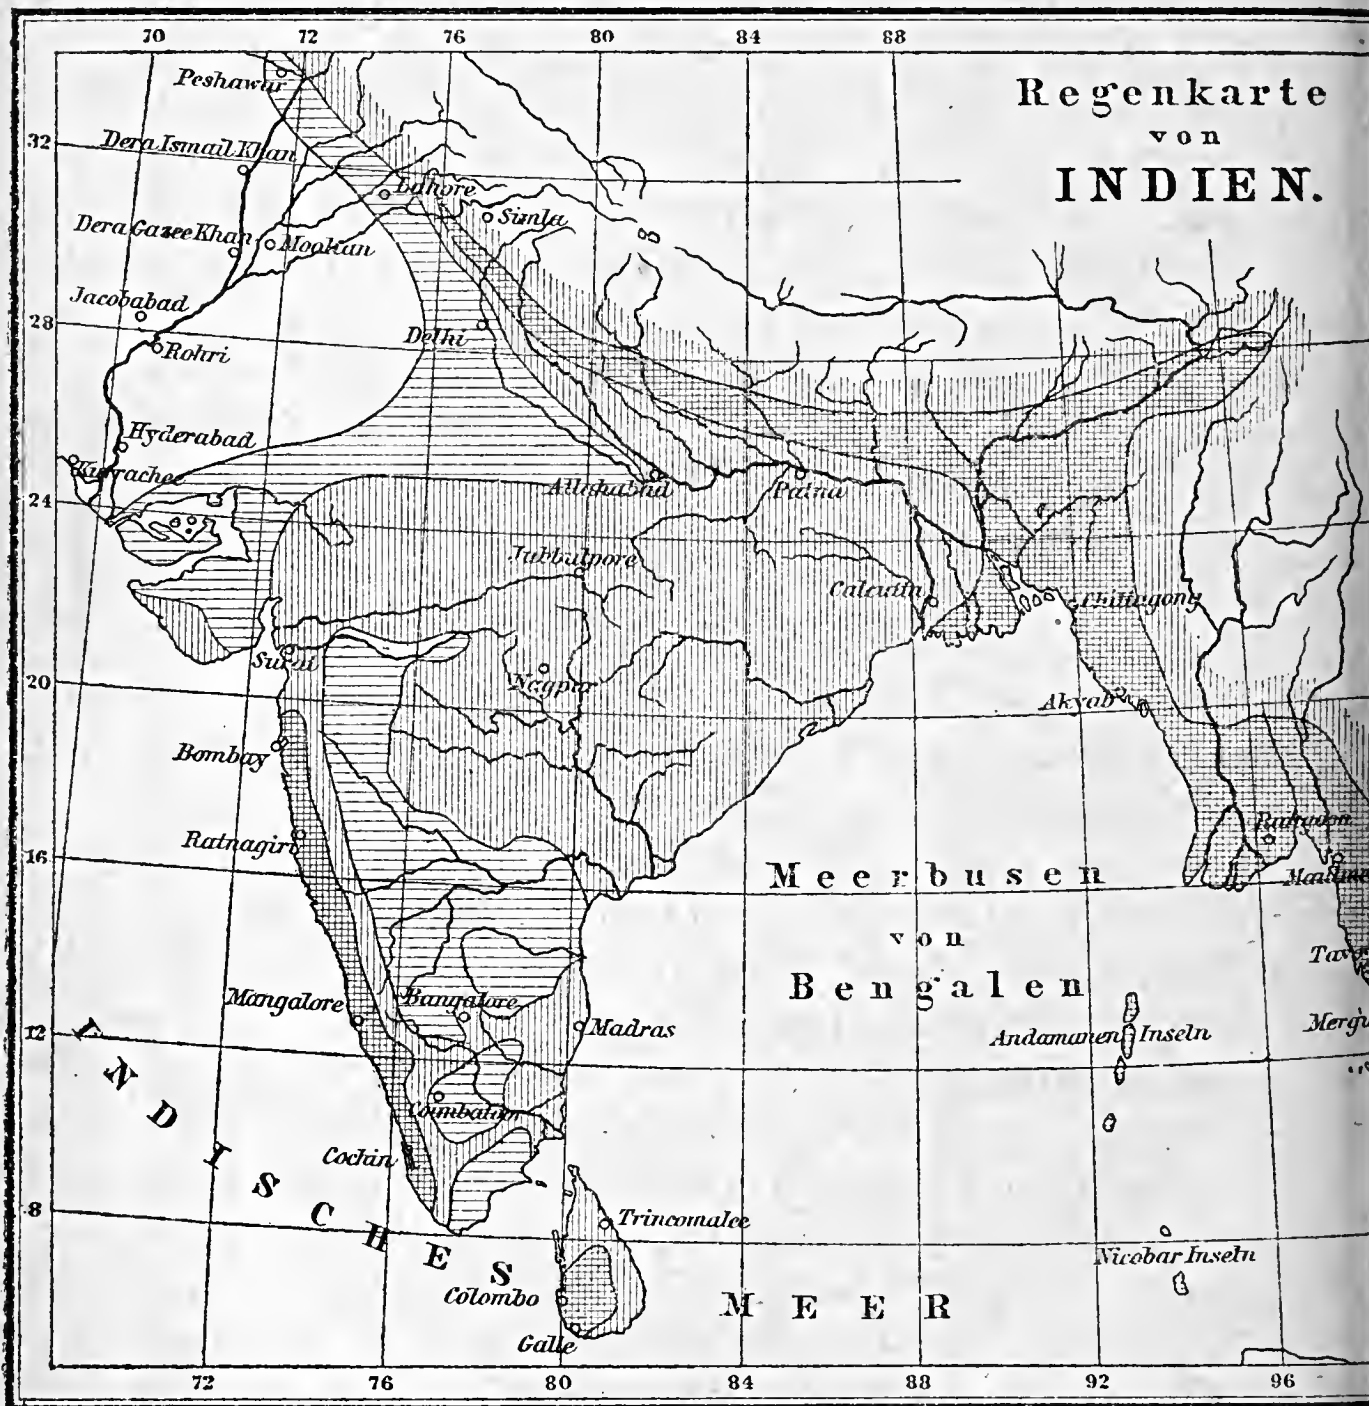 70 72 76 80 84 88
Regenkarte
von
INDIEN.
Peshawur
32
Dera Ismail Khan
Lahore
Simla
Dera Gazee Khan
Mooltan
Jacobabad
28
Delhi
Rohri
Hyderabad
Kurrachee
24
Allahabad
Patna
Jubbulpore
Calcutta
Chittagong
Surat
20
Nagpur
Akyab
Bombay
Ratnagiri
Rangoon
16
Meerbusen
von
Bengalen
Mangalore
Bangalore
Madras
12
Andamanen Inseln
Mergu
Coimbatur
Cochin
8
Trincomalee
Nicobar Inseln
Colombo
Galle
INDISCHES MEER
72 76 80 84 88 92 96